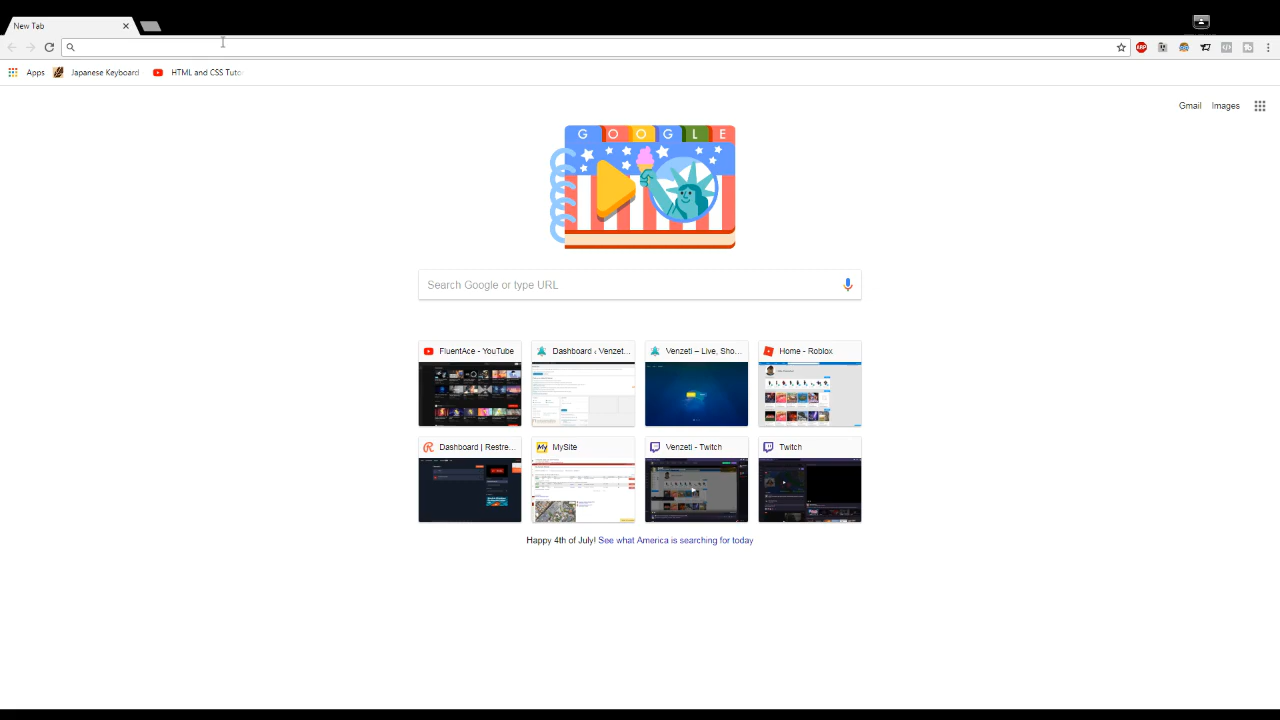 New Tab
Apps Japanese Keyboard HTML and CSS Tuto
Gmail Images
GOOGLE
Search Google or type URL
FluentAce - YouTube
Dashboard ‹ Venzet...
Venzeti – Live, Sho...
Home - Roblox
Dashboard | Restre...
My MySite
Venzeti - Twitch
Twitch
Happy 4th of July! See what America is searching for today